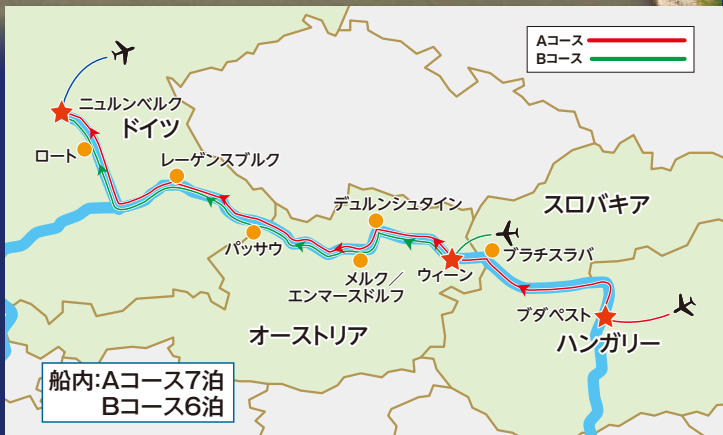 Aコース
Bコース
ニュルンベルク
ドイツ
ロート
レーゲンスブルク
デュルンシュタイン
スロバキア
パッサウ
ブラチスラバ
メルク／
エンマースドルフ
ウィーン
ブダペスト
オーストリア
ハンガリー
船内:Aコース7泊
Bコース6泊